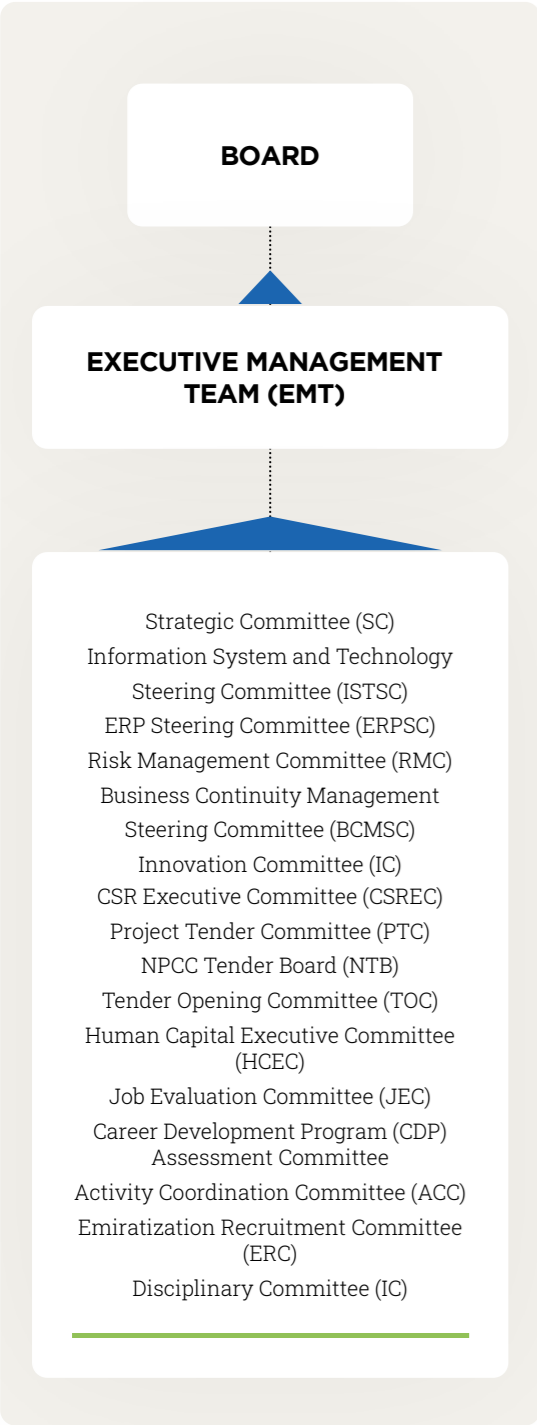 BOARD
EXECUTIVE MANAGEMENT
TEAM (EMT)
Strategic Committee (SC)
Information System and Technology
Steering Committee (ISTSC)
ERP Steering Committee (ERPSC)
Risk Management Committee (RMC)
Business Continuity Management
Steering Committee (BCMSC)
Innovation Committee (IC)
CSR Executive Committee (CSREC)
Project Tender Committee (PTC)
NPCC Tender Board (NTB)
Tender Opening Committee (TOC)
Human Capital Executive Committee
(HCEC)
Job Evaluation Committee (JEC)
Career Development Program (CDP)
Assessment Committee
Activity Coordination Committee (ACC)
Emiratization Recruitment Committee
(ERC)
Disciplinary Committee (IC)